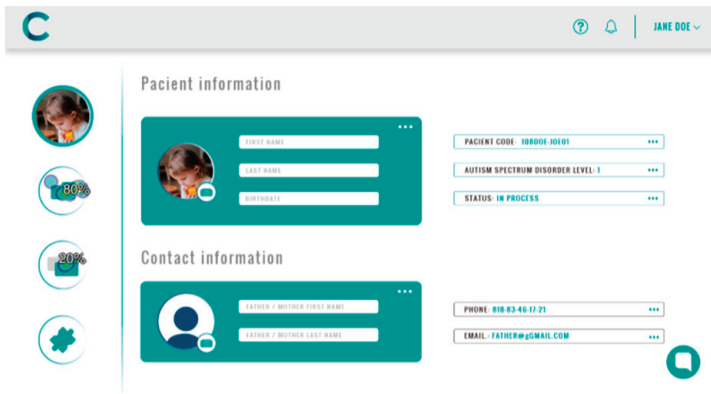 C
?
JANE DOE
Pacient information
FIRST NAME
LAST NAME
BIRTHDATE
PACIENT CODE: 108DOE-JOE01
AUTISM SPECTRUM DISORDER LEVEL: 1
STATUS: IN PROCESS
80%
20%
Contact information
FATHER / MOTHER FIRST NAME
FATHER / MOTHER LAST NAME
PHONE: 818-83-46-17-21
EMAIL.: FATHER@gGMAIL.COM